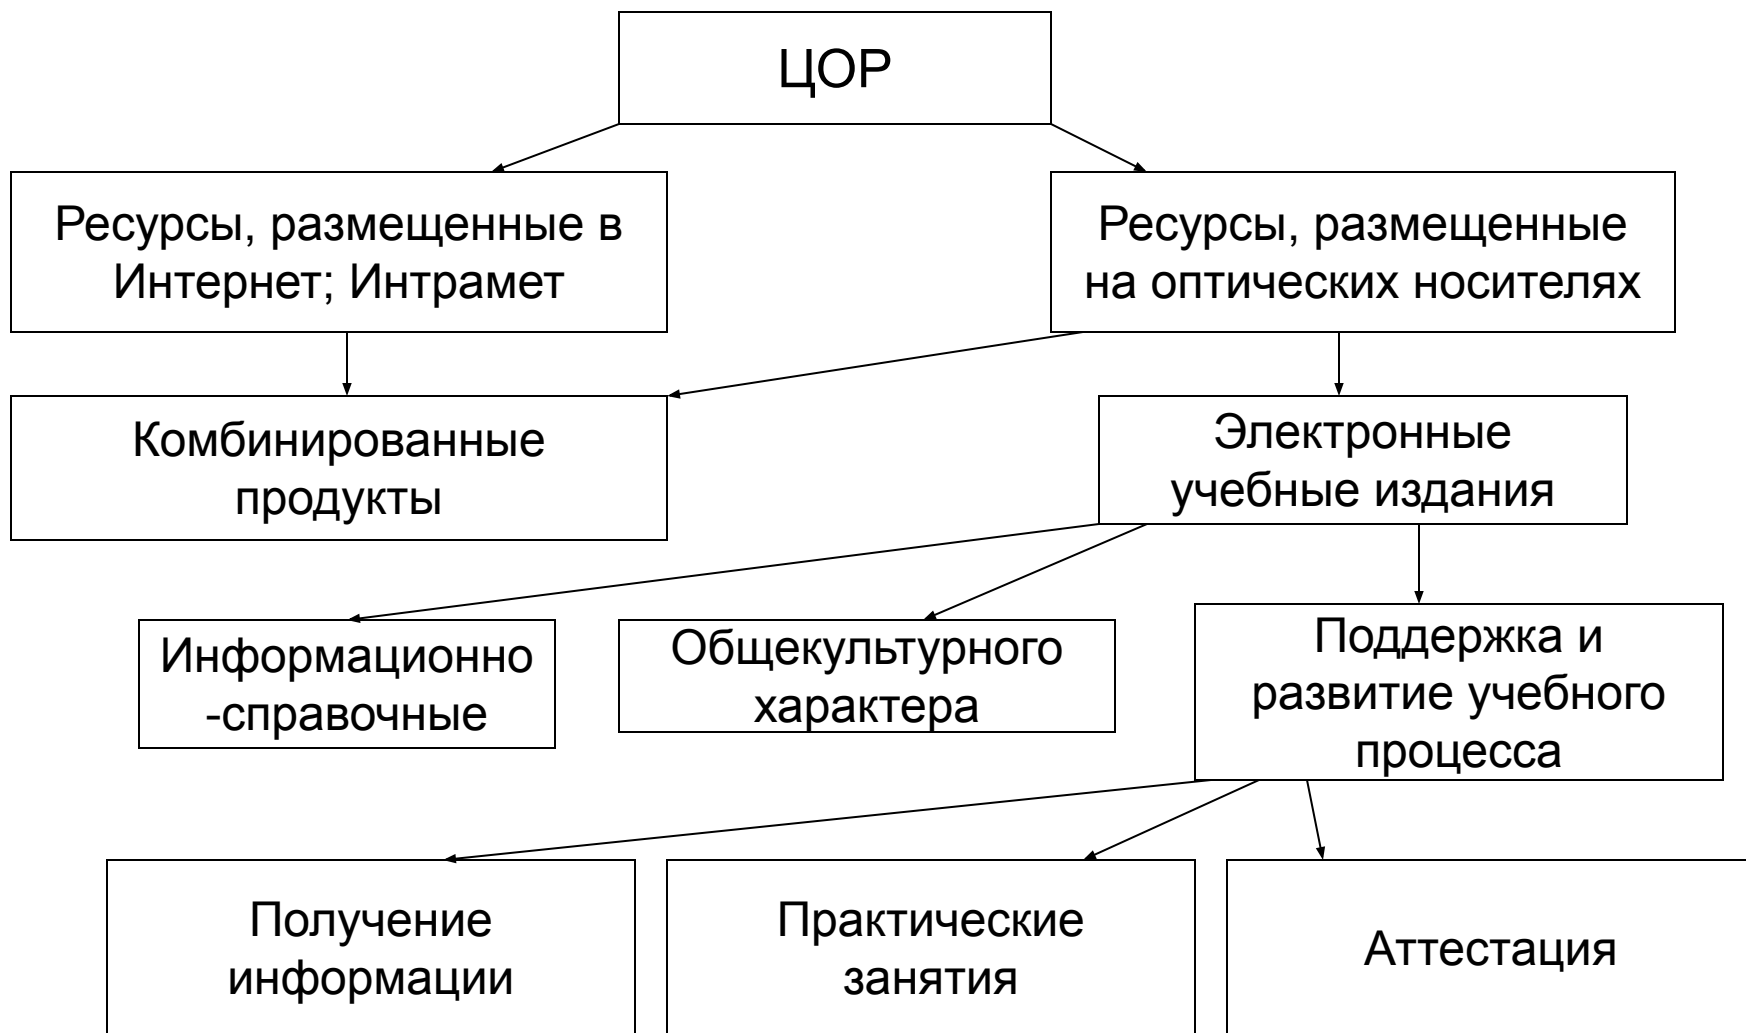 ЦОР
Ресурсы, размещенные в
Интернет; Интрамет
Ресурсы, размещенные
на оптических носителях
Комбинированные
продукты
Электронные
учебные издания
Информационно
-справочные
Общекультурного
характера
Поддержка и
развитие учебного
процесса
Получение
информации
Практические
занятия
Аттестация